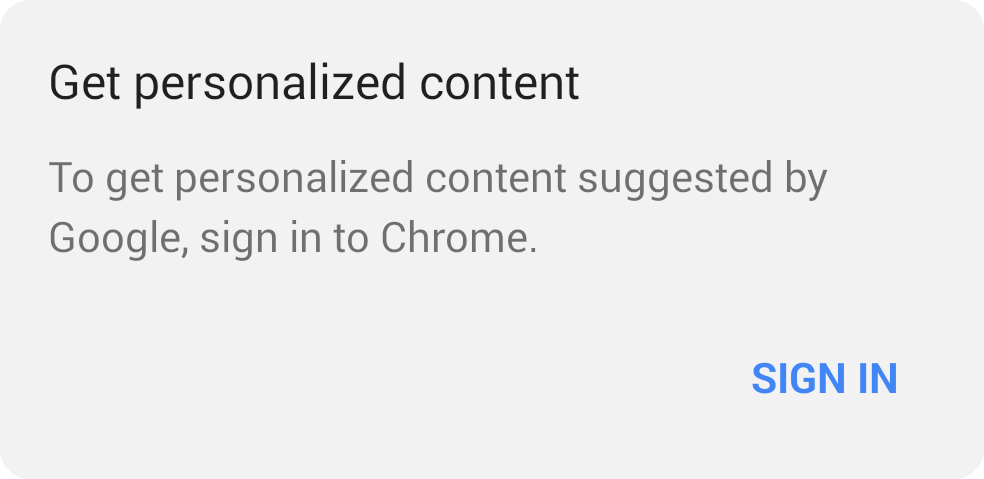 Get personalized content
To get personalized content suggested by
Google, sign in to Chrome.
SIGN IN